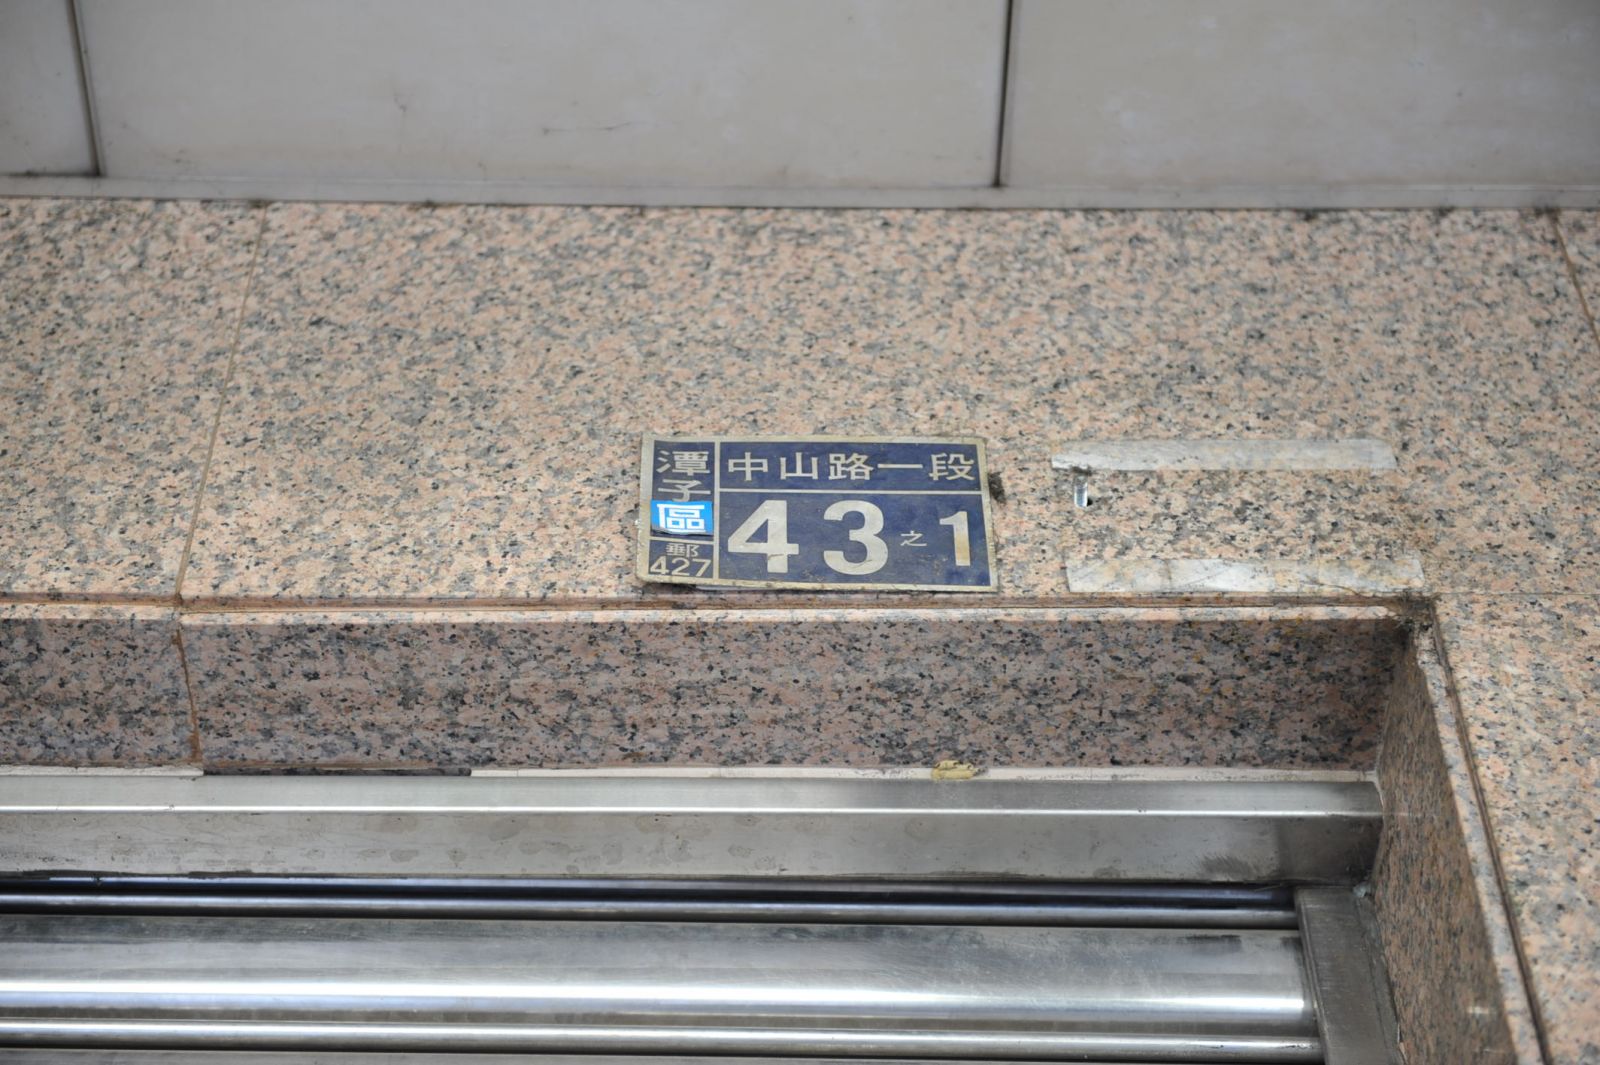 潭子區
郵
427
中山路一段
43之1